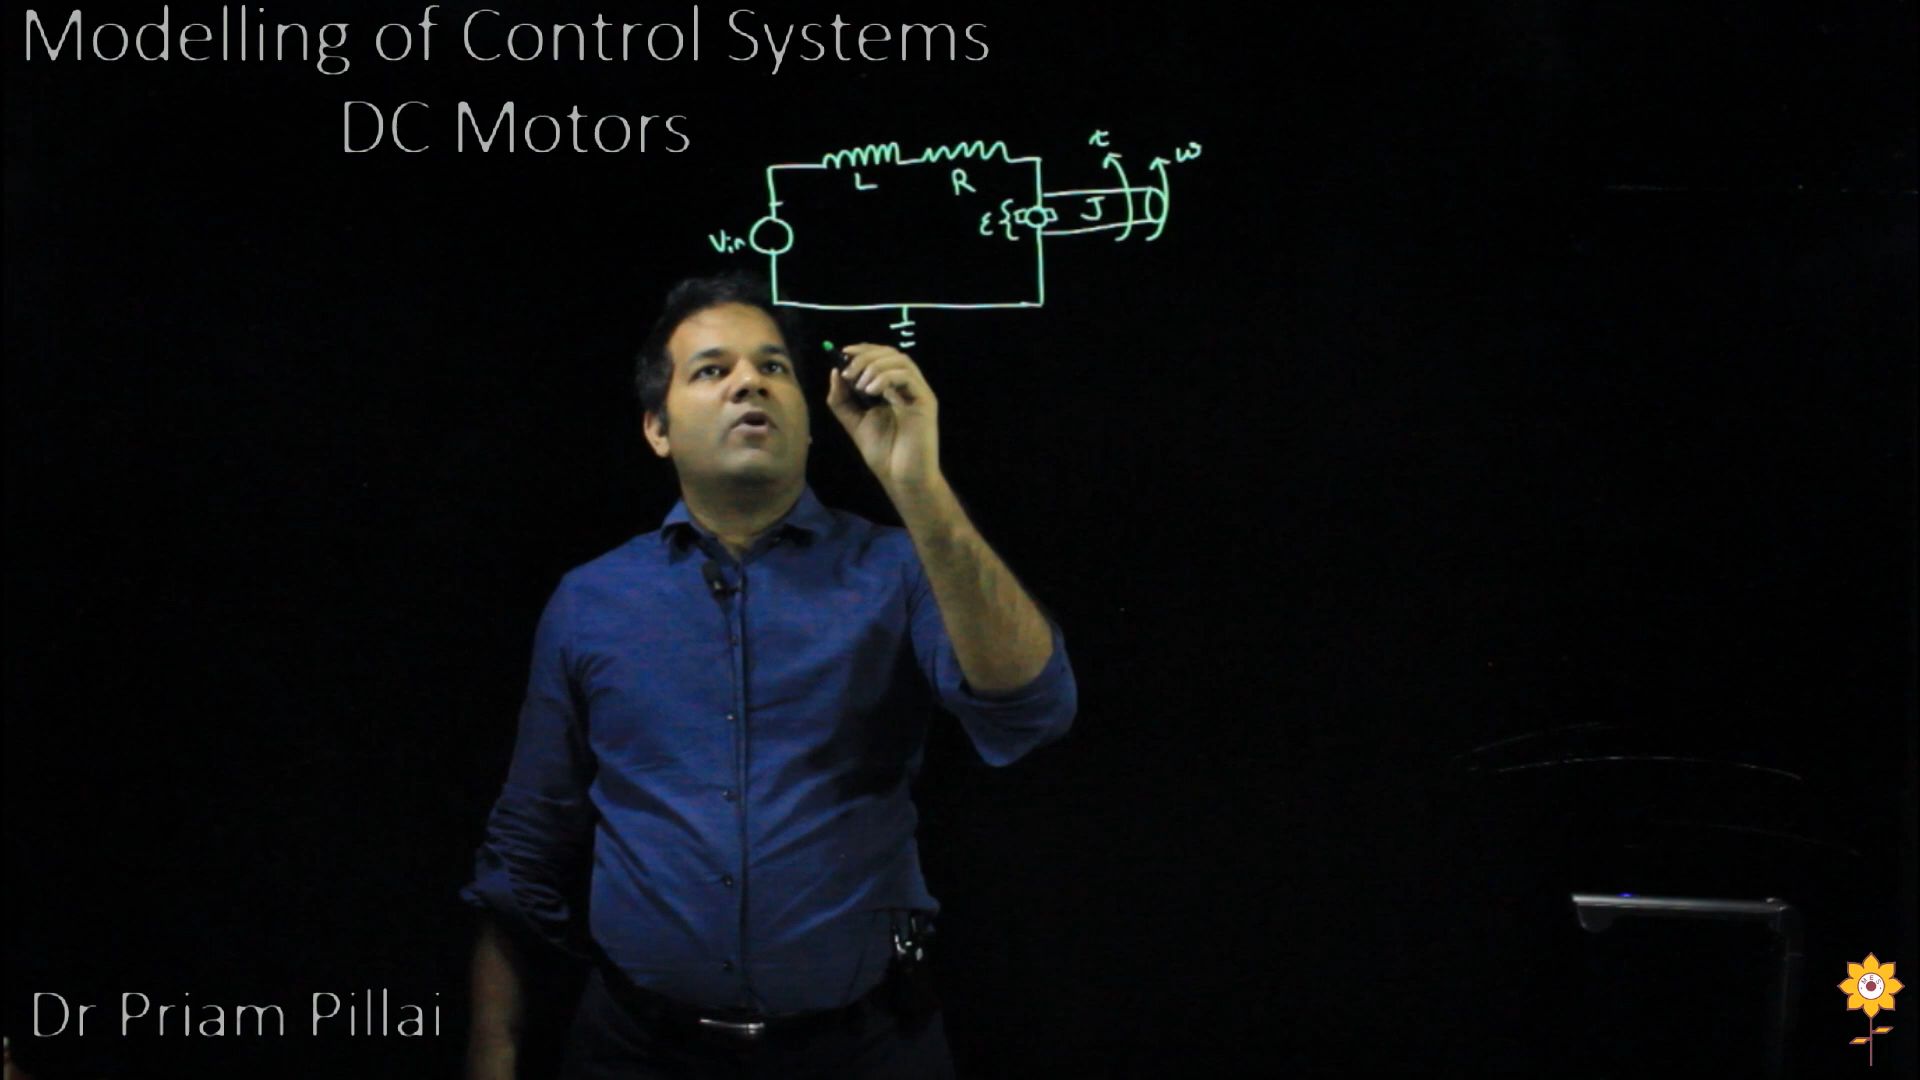 Modelling of Control Systems
DC Motors
τ
ω
L
R
ε{
J
Vin
Dr Priam Pillai